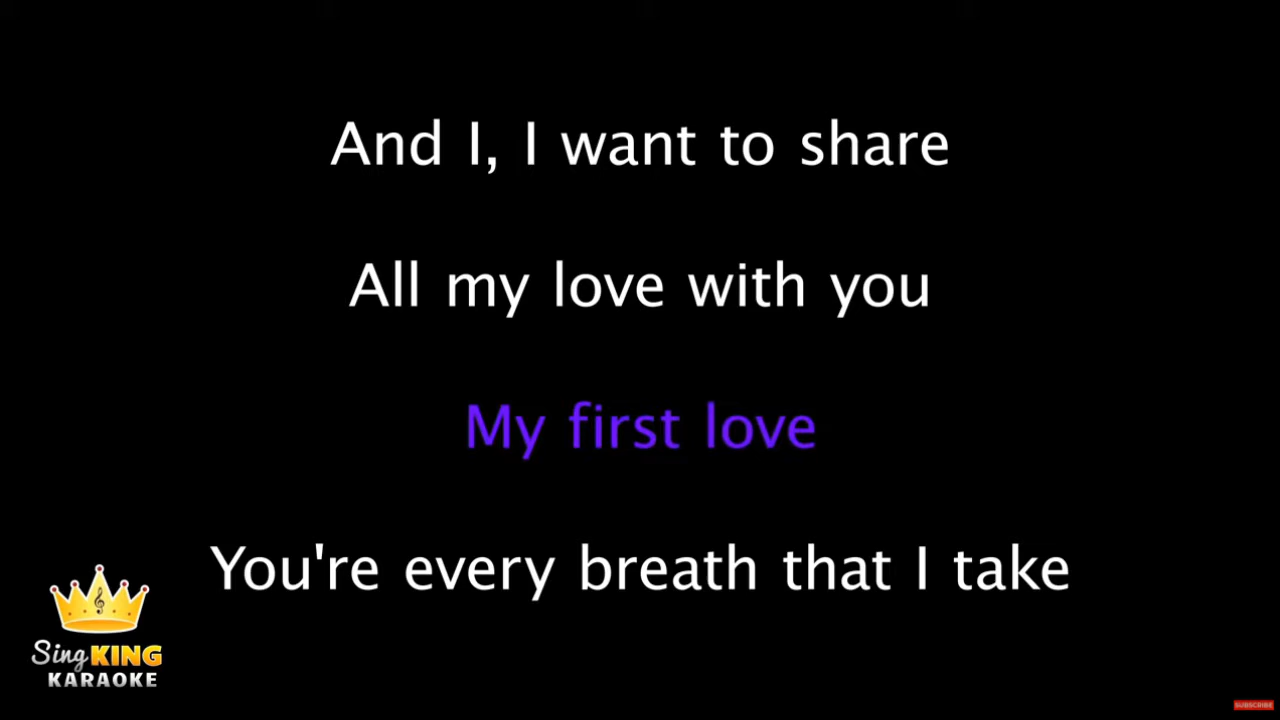 And I, I want to share
All my love with you
My first love
You're every breath that I take
Sing KING
KARAOKE
SUBSCRIBE